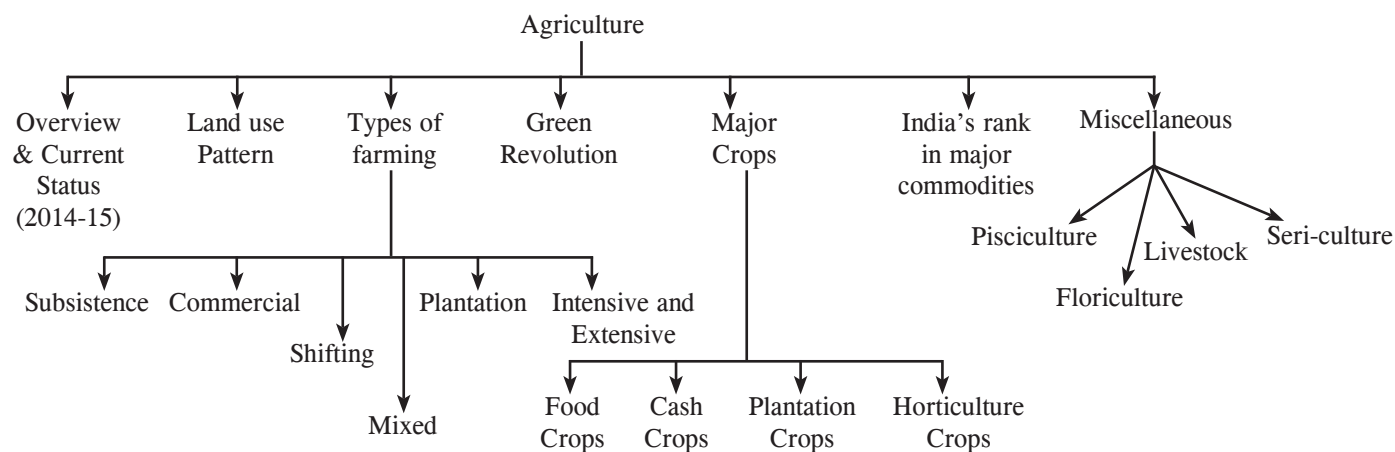 Agriculture
Overview
& Current
Status
(2014-15)
Land use
Pattern
Types of
farming
Green
Revolution
Major
Crops
India's rank
in major
commodities
Miscellaneous
Pisciculture
Floriculture
Livestock
Seri-culture
Subsistence
Commercial
Shifting
Mixed
Plantation
Intensive and
Extensive
Food
Crops
Cash
Crops
Plantation
Crops
Horticulture
Crops